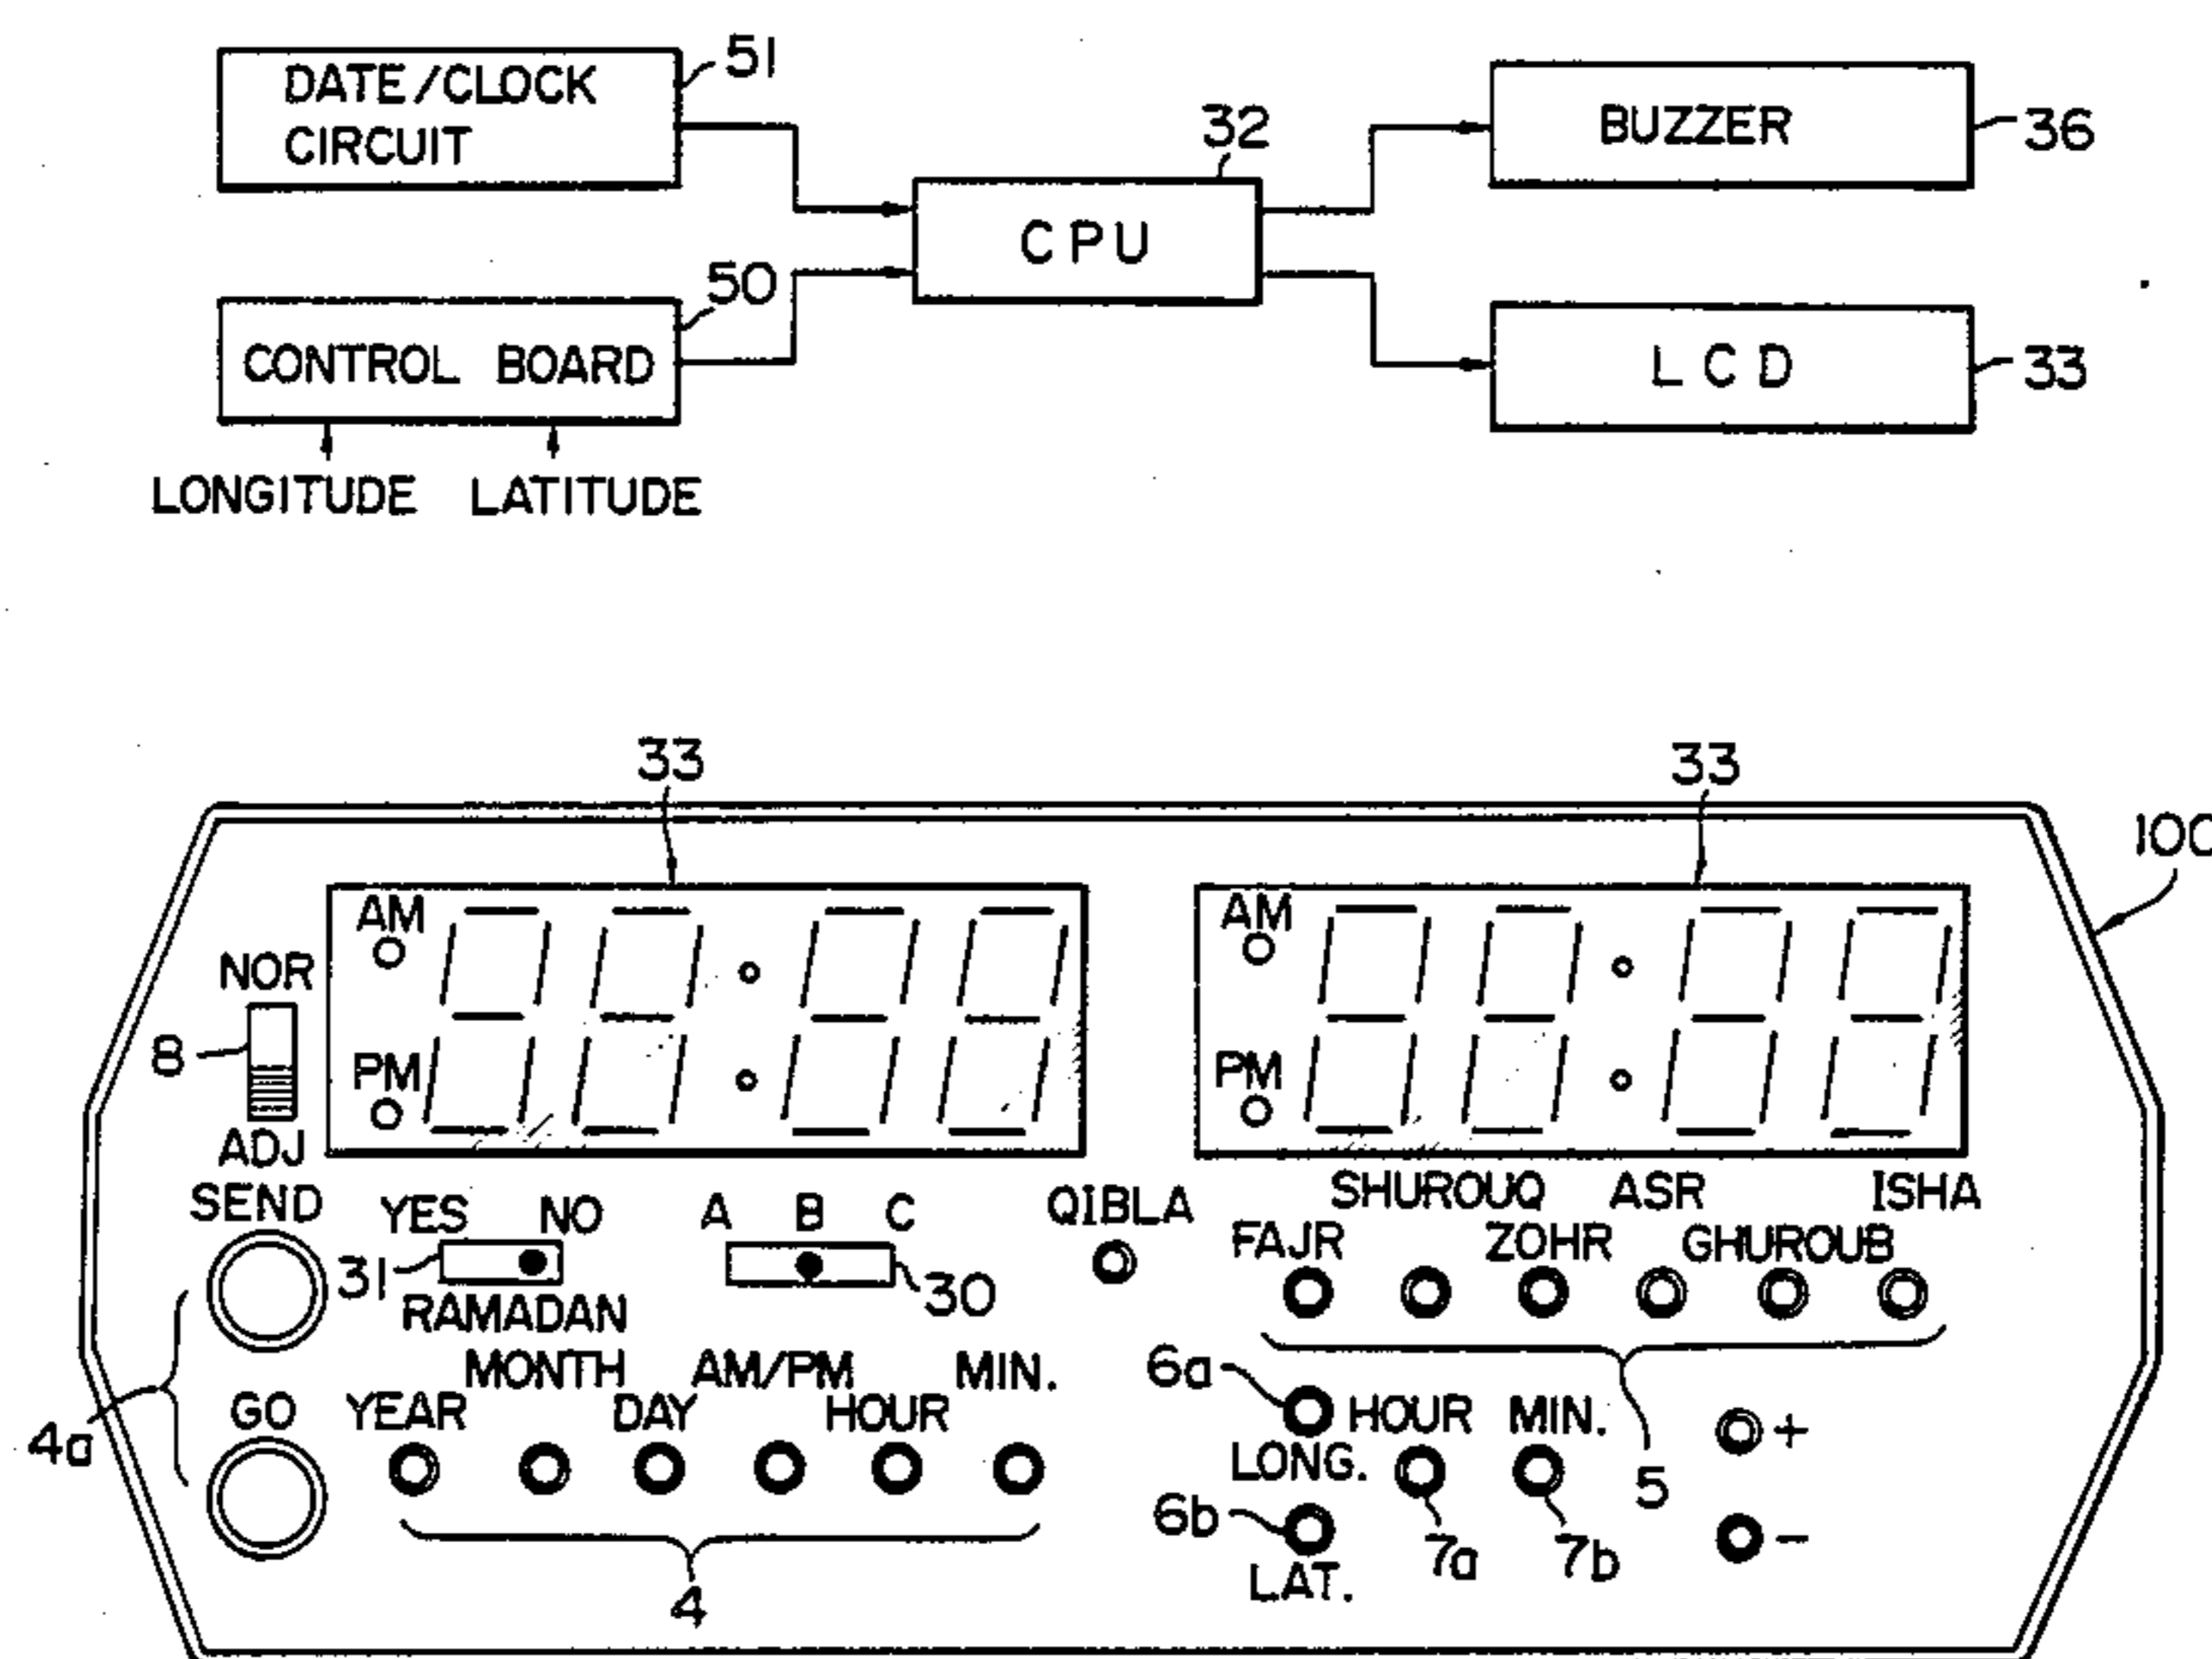 DATE/CLOCK
CIRCUIT
51
CONTROL BOARD
50
LONGITUDE LATITUDE
CPU
32
BUZZER
36
LCD
33
33
33
100
AM
PM
AM
PM
NOR
8
ADJ
SEND
GO
4a
YES NO
31
RAMADAN
A B C
30
QIBLA
SHUROUQ ASR ISHA
FAJR ZOHR GHUROUB
5
MONTH AM/PM MIN.
YEAR DAY HOUR
4
6a
LONG.
HOUR MIN.
7a 7b
6b
LAT.
+
-